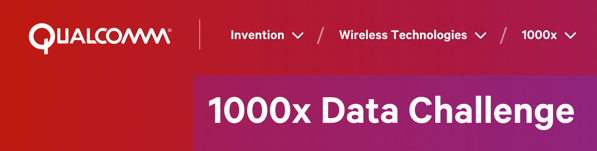 QUALCOMM® Invention / Wireless Technologies / 1000x
1000x Data Challenge